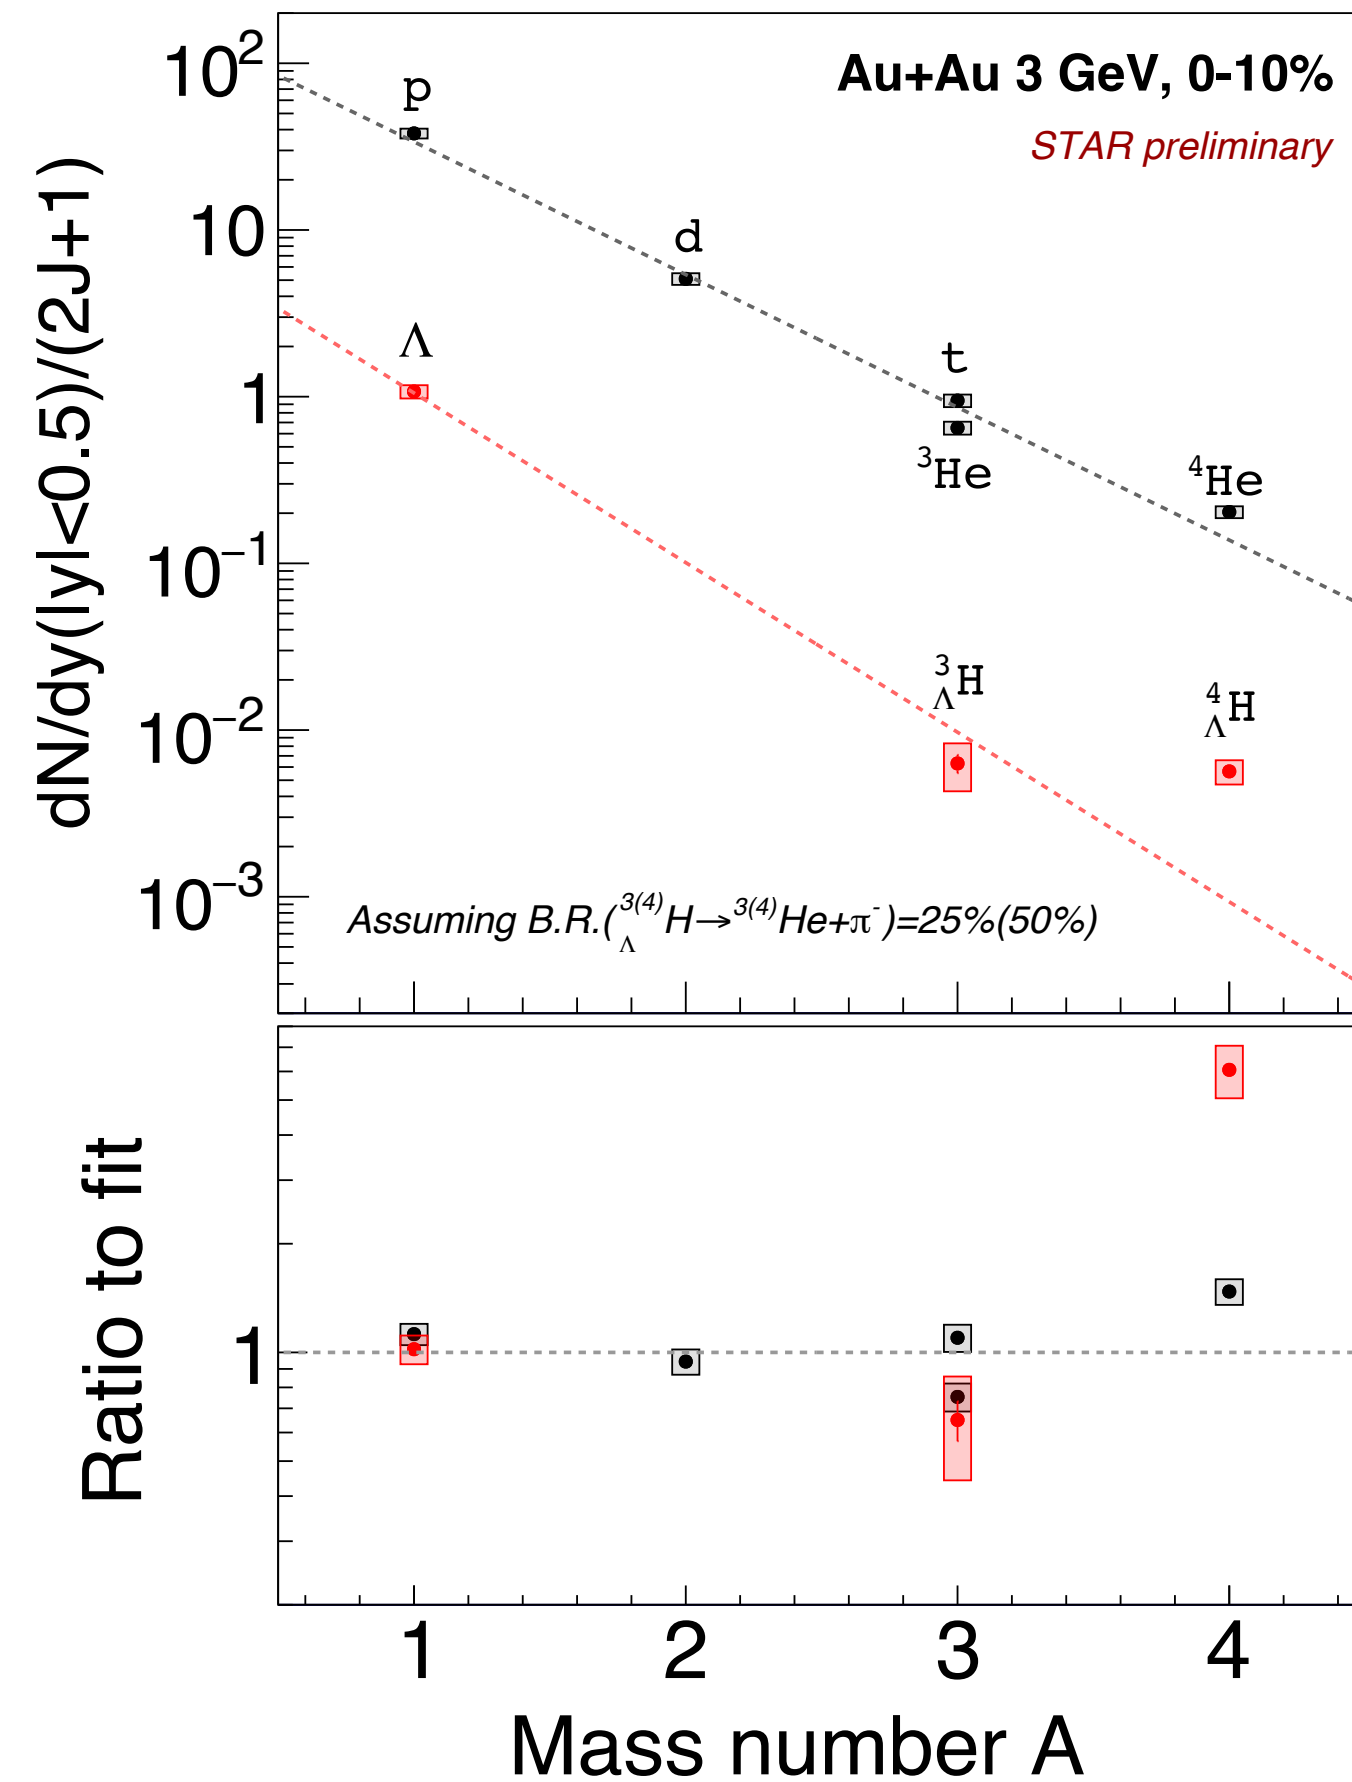 Au+Au 3 GeV, 0-10%
STAR preliminary
dN/dy(|y|<0.5)/(2J+1)
10²
10
1
10⁻¹
10⁻²
10⁻³
p
d
t
³He
⁴He
Λ
³ΛH
⁴ΛH
Assuming B.R.(³⁽⁴⁾ΛH→³⁽⁴⁾He+π⁻)=25%(50%)
Ratio to fit
1
1 2 3 4
Mass number A